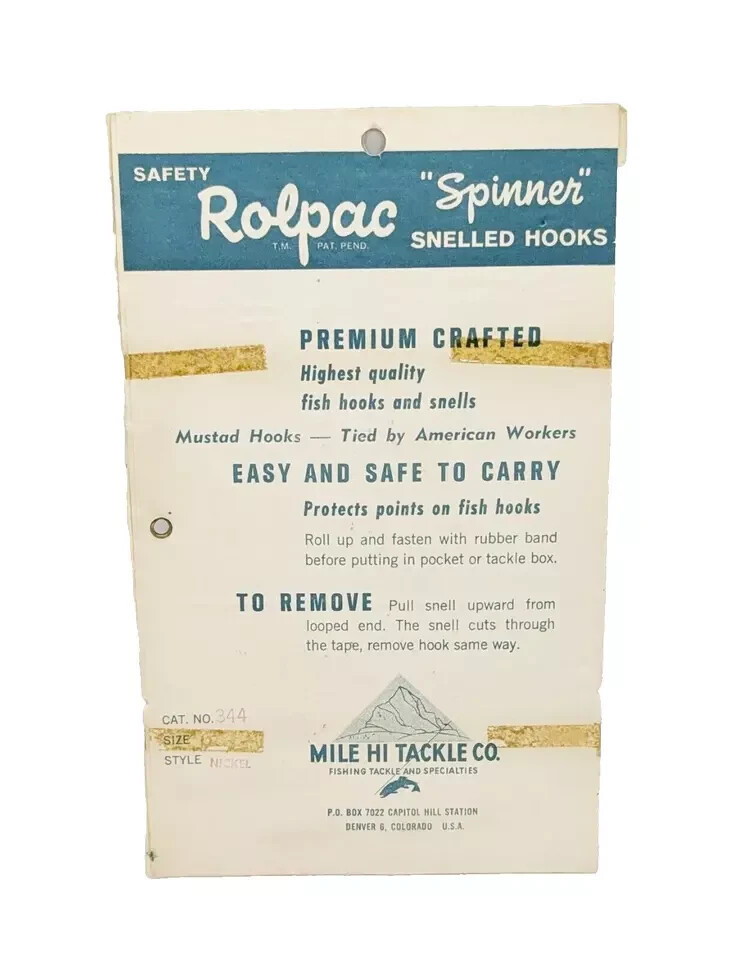 SAFETY
Rolpac
T.M. PAT. PEND.
"Spinner"
SNELLED HOOKS
PREMIUM CRAFTED
Highest quality
fish hooks and snells
Mustad Hooks — Tied by American Workers
EASY AND SAFE TO CARRY
Protects points on fish hooks
Roll up and fasten with rubber band
before putting in pocket or tackle box.
TO REMOVE Pull snell upward from
looped end. The snell cuts through
the tape, remove hook same way.
CAT. NO. 344
SIZE
STYLE NICKEL
MILE HI TACKLE CO.
FISHING TACKLE AND SPECIALTIES
P.O. BOX 7022 CAPITOL HILL STATION
DENVER 6, COLORADO U.S.A.